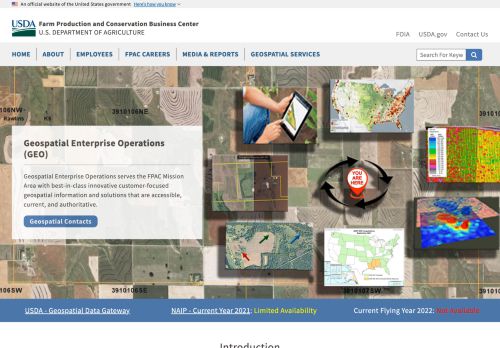 An official website of the United States government Here's how you know
USDA
Farm Production and Conservation Business Center
U.S. DEPARTMENT OF AGRICULTURE
FOIA USDA.gov Contact Us
HOME ABOUT EMPLOYEES FPAC CAREERS MEDIA & REPORTS GEOSPATIAL SERVICES
Search For Keyw
106NW
Rawlins
K6
3910106NE
Geospatial Enterprise Operations
(GEO)
Geospatial Enterprise Operations serves the FPAC Mission
Area with best-in-class innovative customer-focused
geospatial information and solutions that are accessible,
current, and authoritative.
Geospatial Contacts
YOU ARE
HERE
106SW
3910106SE
3910107SW
USDA - Geospatial Data Gateway
NAIP - Current Year 2021: Limited Availability
Current Flying Year 2022: Not Available
Introduction